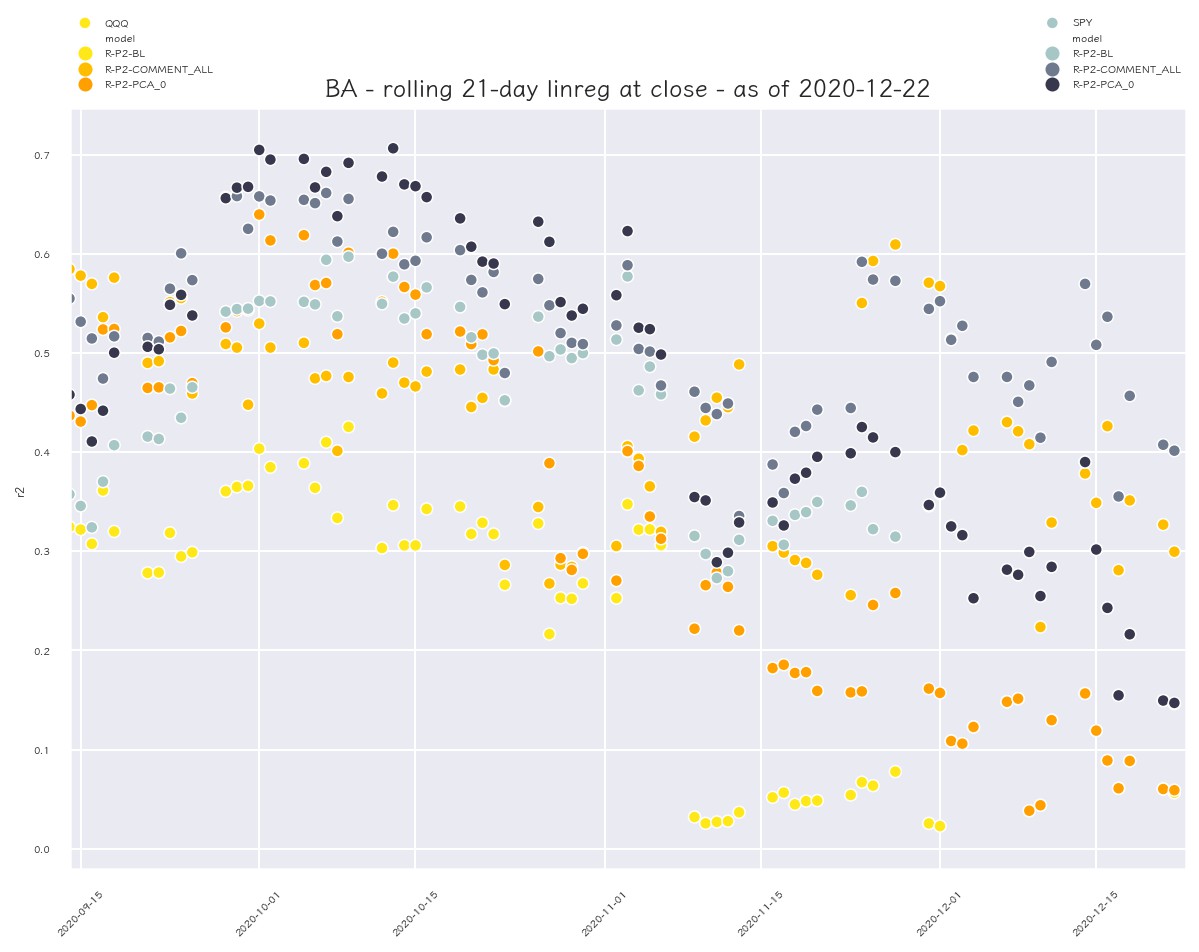 QQQ
model
R-P2-BL
R-P2-COMMENT_ALL
R-P2-PCA_0
SPY
model
R-P2-BL
R-P2-COMMENT_ALL
R-P2-PCA_0
BA - rolling 21-day linreg at close - as of 2020-12-22
0.7
0.6
0.5
0.4
0.3
0.2
0.1
0.0
r2
2020-09-15
2020-10-01
2020-10-15
2020-11-01
2020-11-15
2020-12-01
2020-12-15